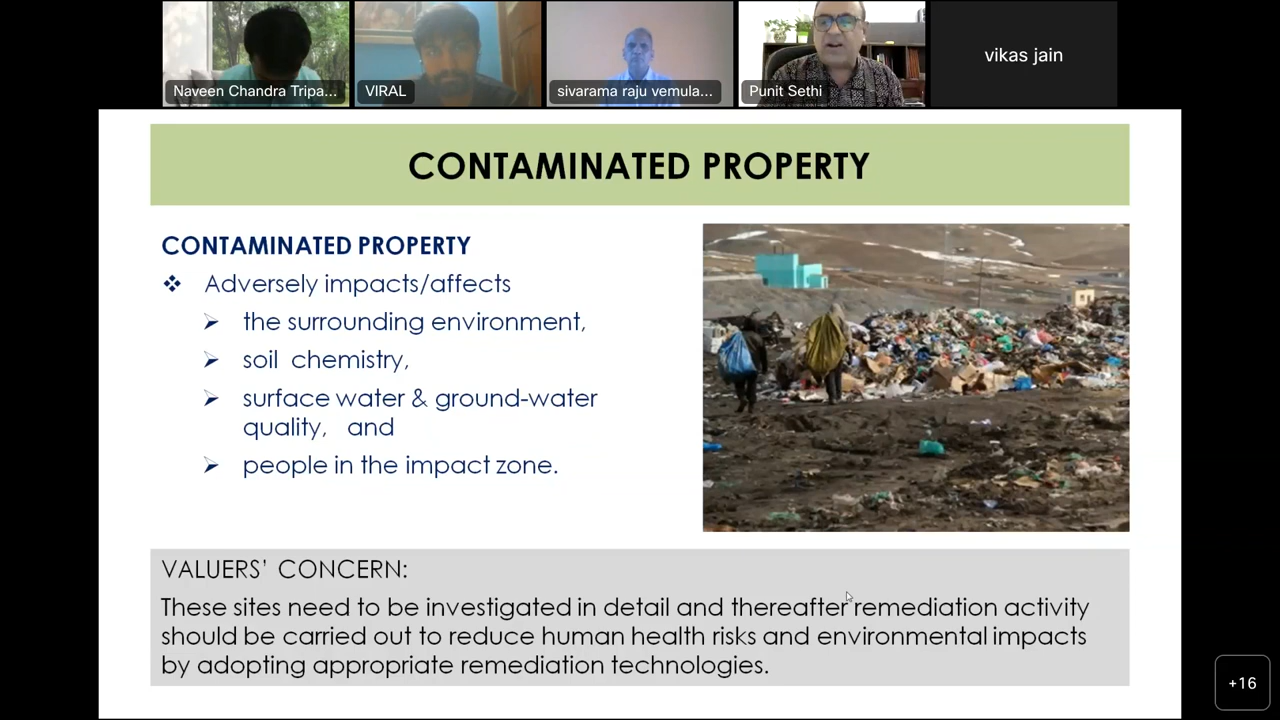 Naveen Chandra Tripa...
VIRAL
sivarama raju vemula...
Punit Sethi
vikas jain
CONTAMINATED PROPERTY
CONTAMINATED PROPERTY
❖ Adversely impacts/affects
➢ the surrounding environment,
➢ soil chemistry,
➢ surface water & ground-water
quality, and
➢ people in the impact zone.
VALUERS' CONCERN:
These sites need to be investigated in detail and thereafter remediation activity
should be carried out to reduce human health risks and environmental impacts
by adopting appropriate remediation technologies.
+16